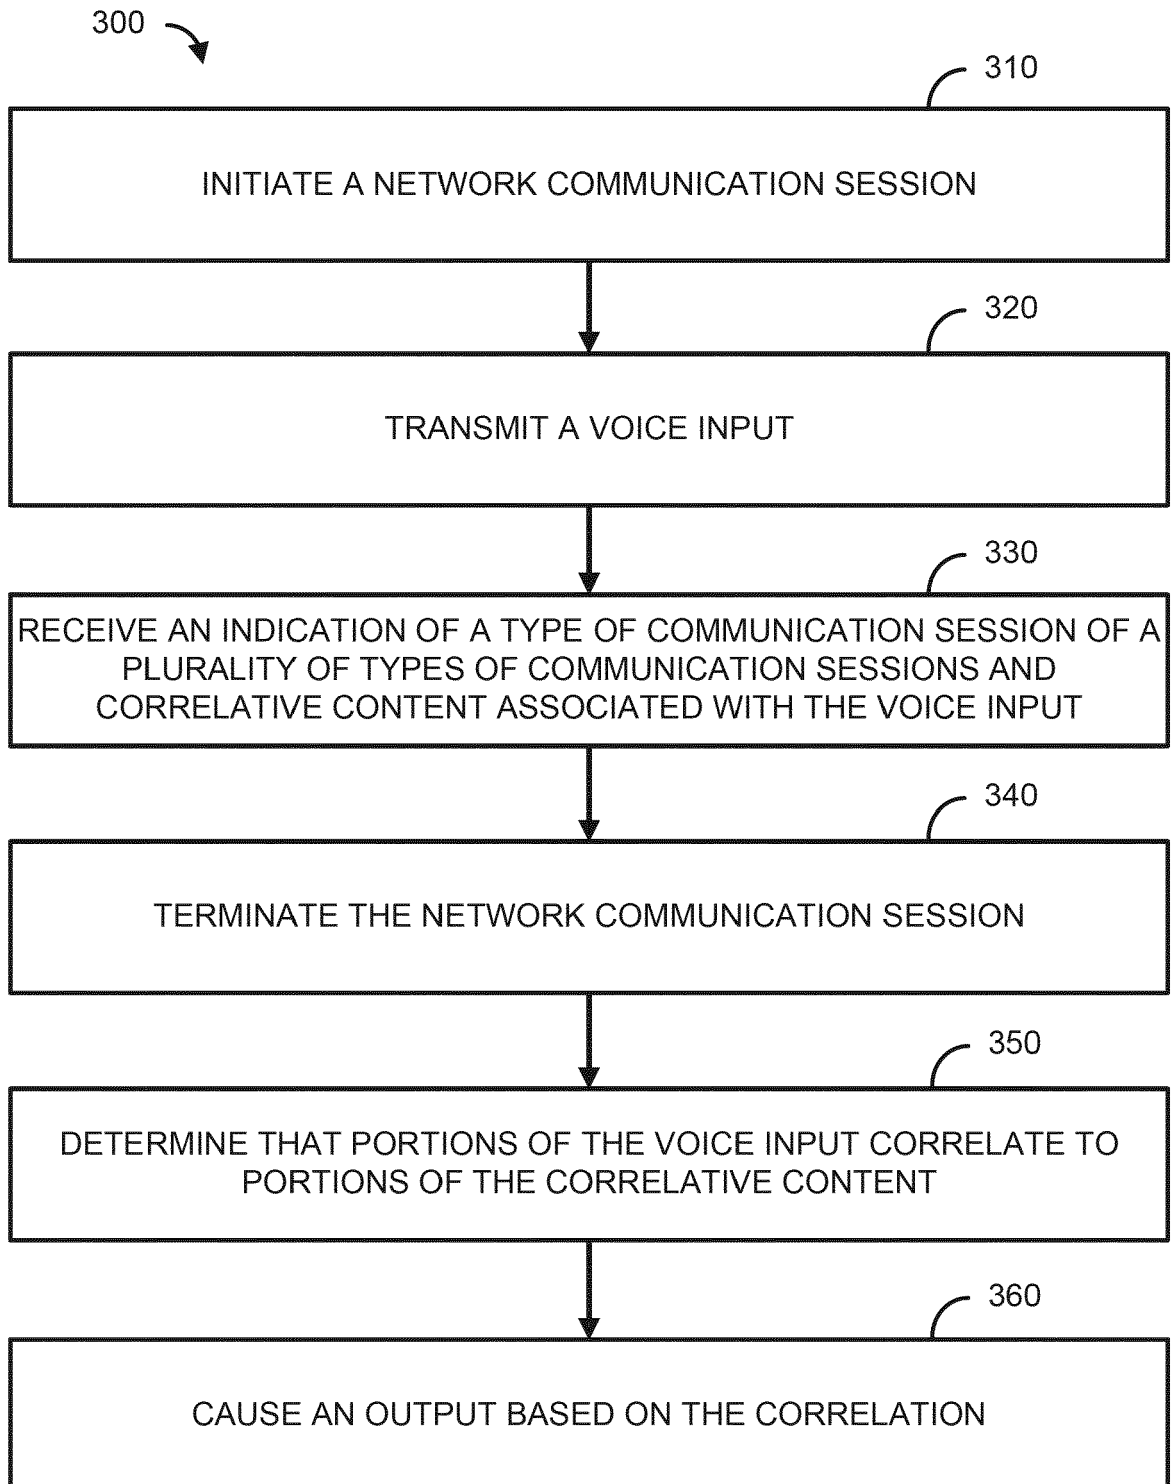 300
310
INITIATE A NETWORK COMMUNICATION SESSION
320
TRANSMIT A VOICE INPUT
330
RECEIVE AN INDICATION OF A TYPE OF COMMUNICATION SESSION OF A
PLURALITY OF TYPES OF COMMUNICATION SESSIONS AND
CORRELATIVE CONTENT ASSOCIATED WITH THE VOICE INPUT
340
TERMINATE THE NETWORK COMMUNICATION SESSION
350
DETERMINE THAT PORTIONS OF THE VOICE INPUT CORRELATE TO
PORTIONS OF THE CORRELATIVE CONTENT
360
CAUSE AN OUTPUT BASED ON THE CORRELATION